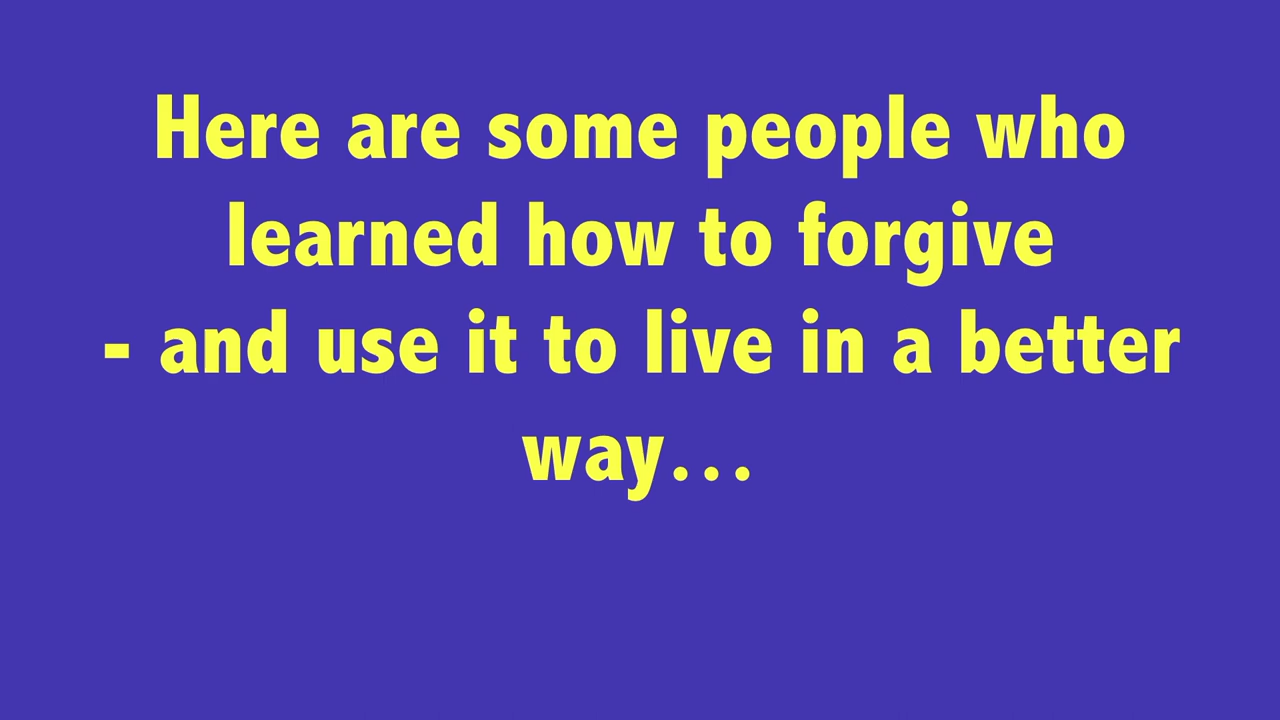 Here are some people who
learned how to forgive
- and use it to live in a better
way...